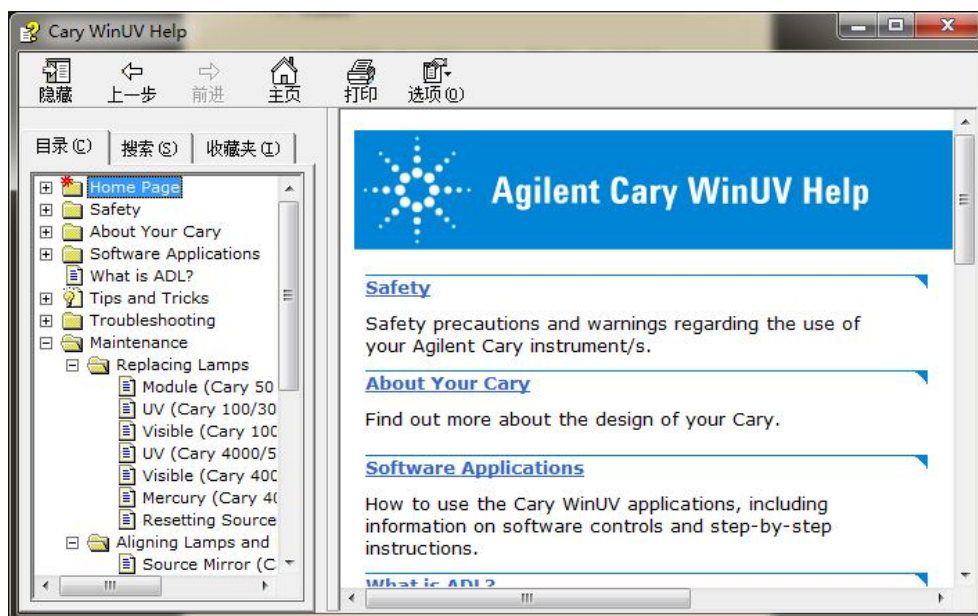 Cary WinUV Help
隐藏 上一步 前进 主页 打印 选项(O)
目录(C) 搜索(S) 收藏夹(I)
Home Page
Safety
About Your Cary
Software Applications
What is ADL?
Tips and Tricks
Troubleshooting
Maintenance
Replacing Lamps
Module (Cary 50
UV (Cary 100/30
Visible (Cary 100
UV (Cary 4000/5
Visible (Cary 400
Mercury (Cary 40
Resetting Source
Aligning Lamps and
Source Mirror (C
Agilent Cary WinUV Help
Safety
Safety precautions and warnings regarding the use of
your Agilent Cary instrument/s.
About Your Cary
Find out more about the design of your Cary.
Software Applications
How to use the Cary WinUV applications, including
information on software controls and step-by-step
instructions.
What is ADL?